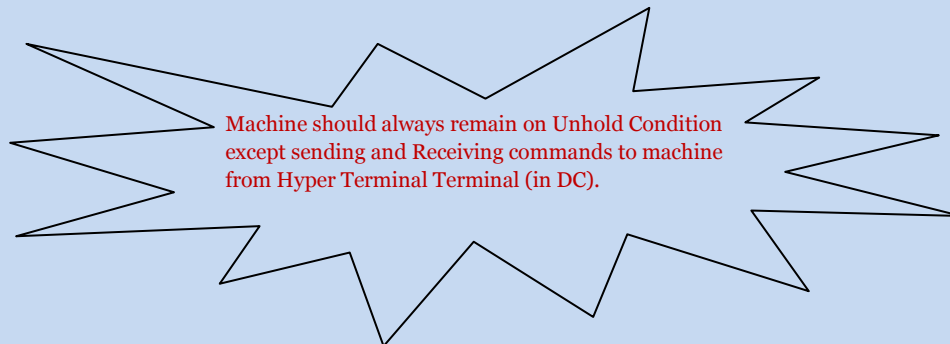 Machine should always remain on Unhold Condition
except sending and Receiving commands to machine
from Hyper Terminal Terminal (in DC).